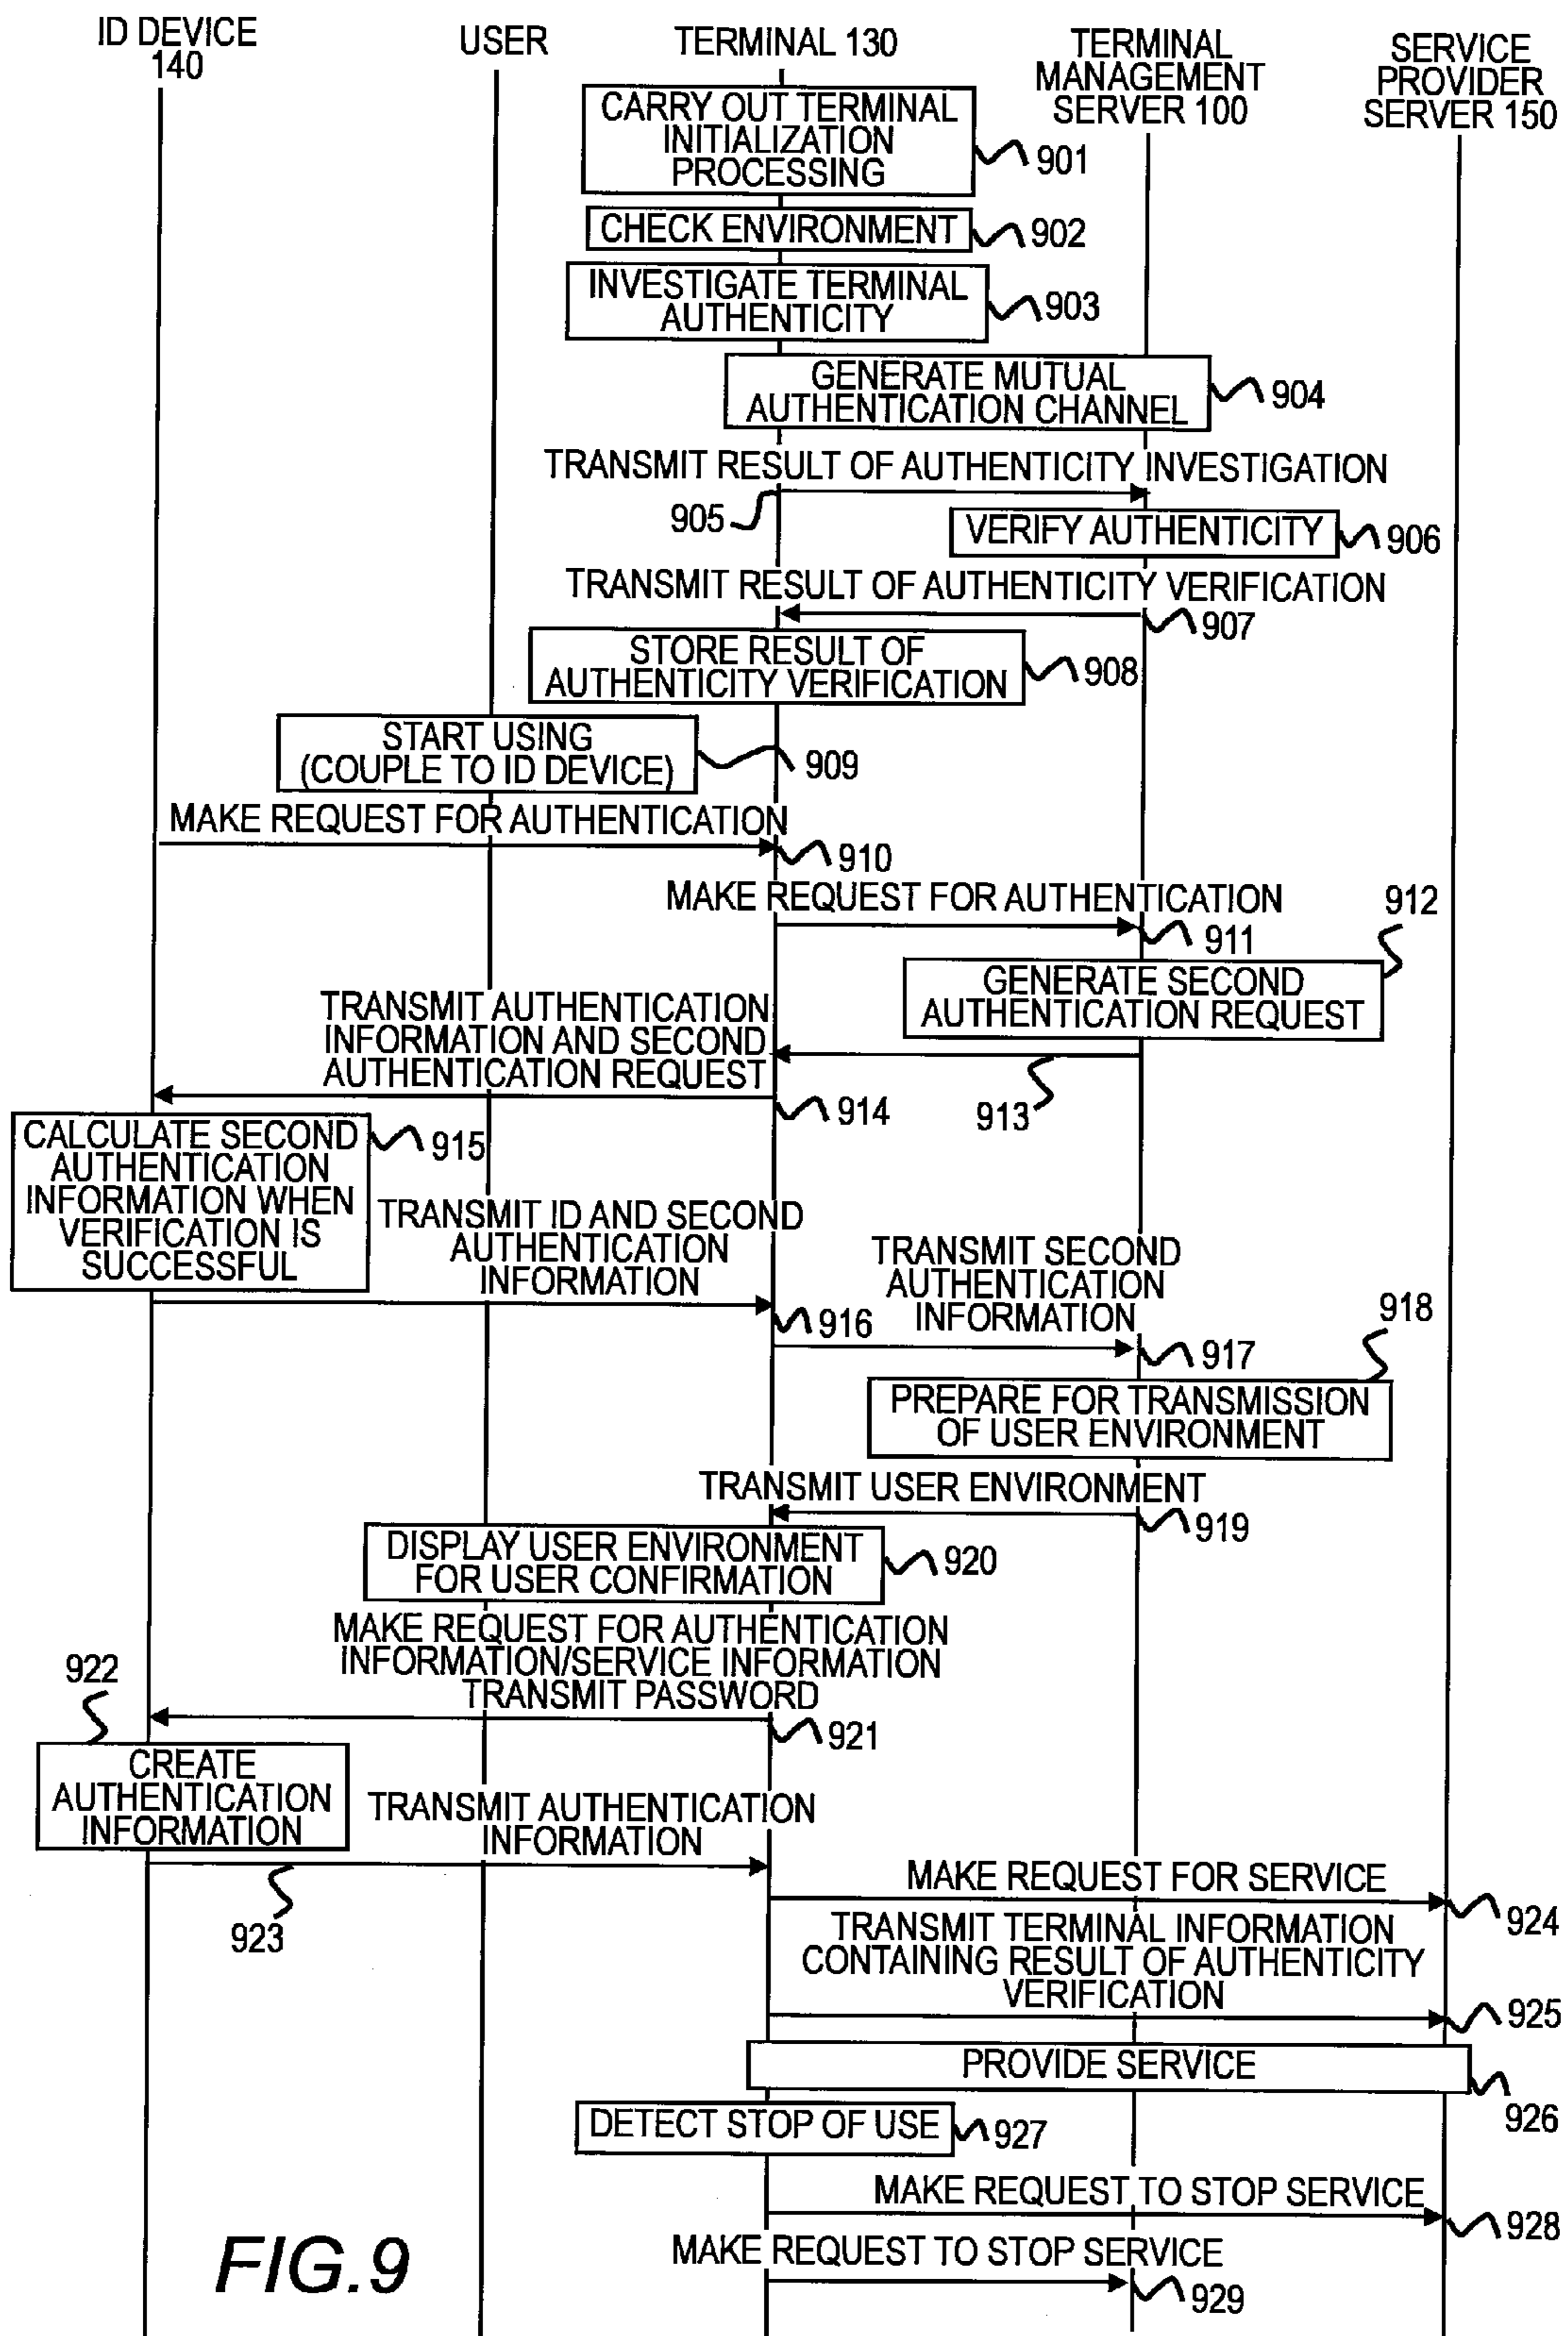 ID DEVICE
140
USER
TERMINAL 130
TERMINAL
MANAGEMENT
SERVER 100
SERVICE
PROVIDER
SERVER 150
CARRY OUT TERMINAL
INITIALIZATION
PROCESSING
901
CHECK ENVIRONMENT
902
INVESTIGATE TERMINAL
AUTHENTICITY
903
GENERATE MUTUAL
AUTHENTICATION CHANNEL
904
TRANSMIT RESULT OF AUTHENTICITY INVESTIGATION
905
VERIFY AUTHENTICITY
906
TRANSMIT RESULT OF AUTHENTICITY VERIFICATION
907
STORE RESULT OF
AUTHENTICITY VERIFICATION
908
START USING
(COUPLE TO ID DEVICE)
909
MAKE REQUEST FOR AUTHENTICATION
910
MAKE REQUEST FOR AUTHENTICATION
911
912
GENERATE SECOND
AUTHENTICATION REQUEST
TRANSMIT AUTHENTICATION
INFORMATION AND SECOND
AUTHENTICATION REQUEST
913
914
CALCULATE SECOND
AUTHENTICATION
INFORMATION WHEN
VERIFICATION IS
SUCCESSFUL
915
TRANSMIT ID AND SECOND
AUTHENTICATION
INFORMATION
916
TRANSMIT SECOND
AUTHENTICATION
INFORMATION
917
918
PREPARE FOR TRANSMISSION
OF USER ENVIRONMENT
TRANSMIT USER ENVIRONMENT
919
DISPLAY USER ENVIRONMENT
FOR USER CONFIRMATION
920
MAKE REQUEST FOR AUTHENTICATION
INFORMATION/SERVICE INFORMATION
TRANSMIT PASSWORD
921
922
CREATE
AUTHENTICATION
INFORMATION
TRANSMIT AUTHENTICATION
INFORMATION
923
MAKE REQUEST FOR SERVICE
924
TRANSMIT TERMINAL INFORMATION
CONTAINING RESULT OF AUTHENTICITY
VERIFICATION
925
PROVIDE SERVICE
926
DETECT STOP OF USE
927
MAKE REQUEST TO STOP SERVICE
928
MAKE REQUEST TO STOP SERVICE
929
FIG.9